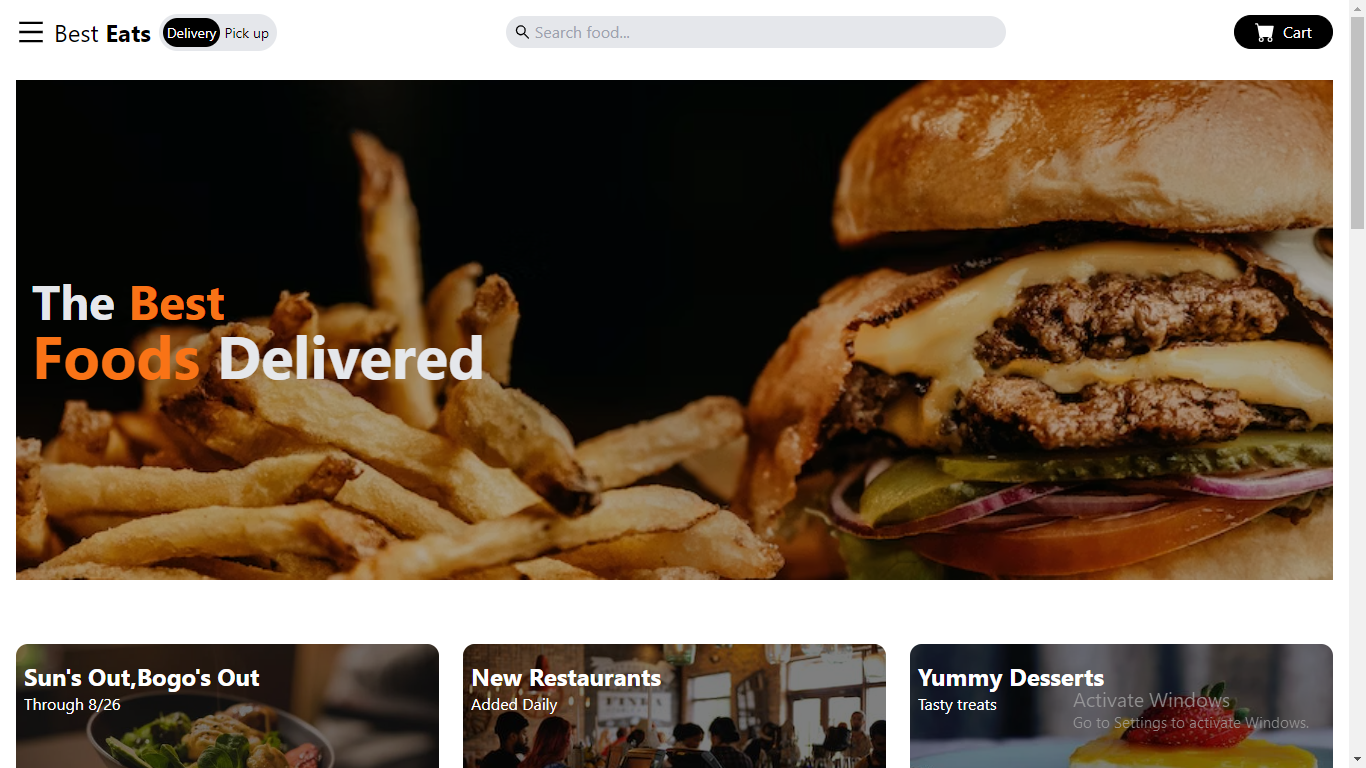 Best Eats Delivery Pick up Search food... Cart
The Best
Foods Delivered
Sun's Out,Bogo's Out
Through 8/26
New Restaurants
Added Daily
Yummy Desserts
Tasty treats
Activate Windows
Go to Settings to activate Windows.